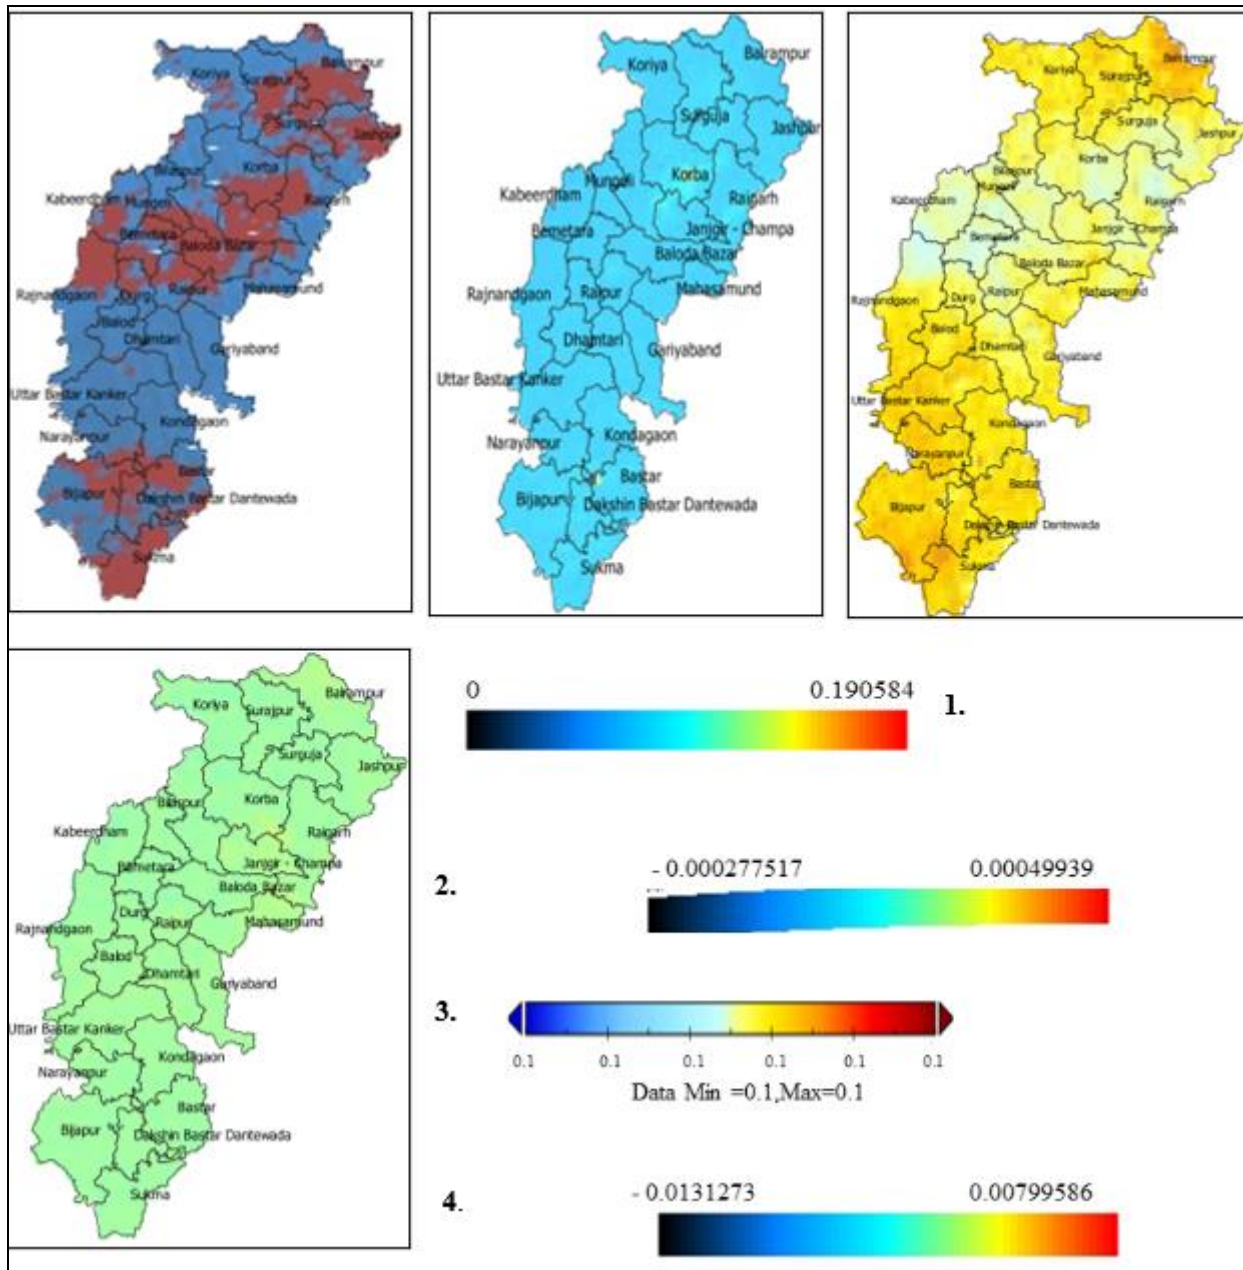 Balrampur
Koriya
Surajpur
Surguja
Jashpur
Korba
Bilaspur
Kabeerdham
Mungeli
Raigarh
Bemetara
Baloda Bazar
Rajnandgaon
Durg
Raipur
Mahasamund
Balod
Dhamtari
Gariyaband
Uttar Bastar Kanker
Kondagaon
Narayanpur
Bastar
Bijapur
Dakshin Bastar Dantewada
Sukma
Balrampur
Koriya
Surguja
Jashpur
Korba
Mungeli
Kabeerdham
Raigarh
Bemetara
Janjgir - Champa
Baloda Bazar
Rajnandgaon
Raipur
Mahasamund
Dhamtari
Gariyaband
Uttar Bastar Kanker
Narayanpur
Kondagaon
Bastar
Bijapur
Dakshin Bastar Dantewada
Sukma
Balrampur
Koriya
Surajpur
Surguja
Jashpur
Korba
Bilaspur
Mungeli
Kabeerdham
Raigarh
Janjgir - Champa
Bemetara
Baloda Bazar
Rajnandgaon
Durg
Raipur
Mahasamund
Balod
Dhamtari
Gariyaband
Uttar Bastar Kanker
Kondagaon
Narayanpur
Bastar
Bijapur
Dakshin Bastar Dantewada
Sukma
Balrampur
Koriya
Surajpur
Surguja
Jashpur
Korba
Bilaspur
Kabeerdham
Raigarh
Bemetara
Janjgir - Champa
Baloda Bazar
Durg
Raipur
Mahasamund
Rajnandgaon
Balod
Dhamtari
Gariyaband
Uttar Bastar Kanker
Kondagaon
Narayanpur
Bastar
Bijapur
Dakshin Bastar Dantewada
Sukma
0 0.190584 1.
2. - 0.000277517 0.00049939
3.
0.1 0.1 0.1 0.1 0.1 0.1
Data Min =0.1,Max=0.1
- 0.0131273 0.00799586
4.